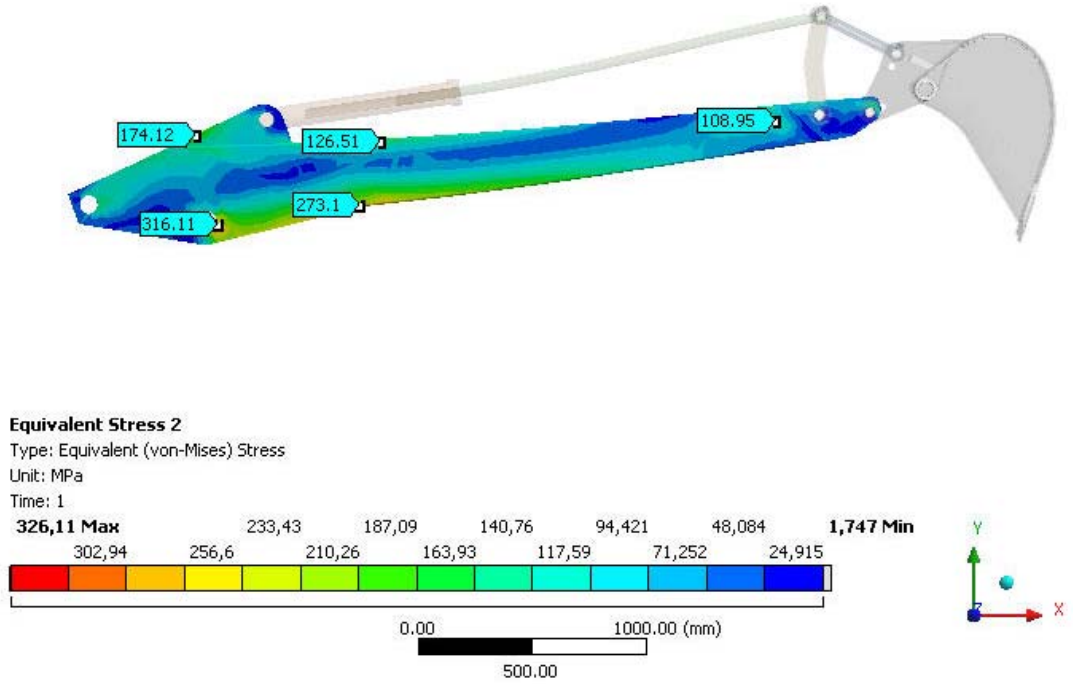 174.12
126.51
108.95
273.1
316.11
Equivalent Stress 2
Type: Equivalent (von-Mises) Stress
Unit: MPa
Time: 1
326,11 Max 233,43 187,09 140,76 94,421 48,084 1,747 Min
302,94 256,6 210,26 163,93 117,59 71,252 24,915
0.00 1000.00 (mm)
500.00
Y
Z X